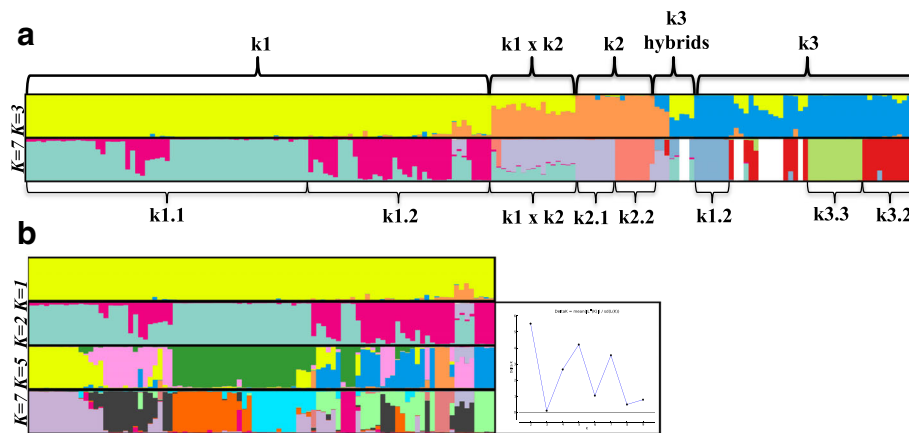 a
k1
k1 x k2
k2
k3
hybrids
k3
K=3
K=7
k1.1
k1.2
k1 x k2
k2.1
k2.2
k1.2
k3.3
k3.2
b
K=1
K=2
K=5
K=7